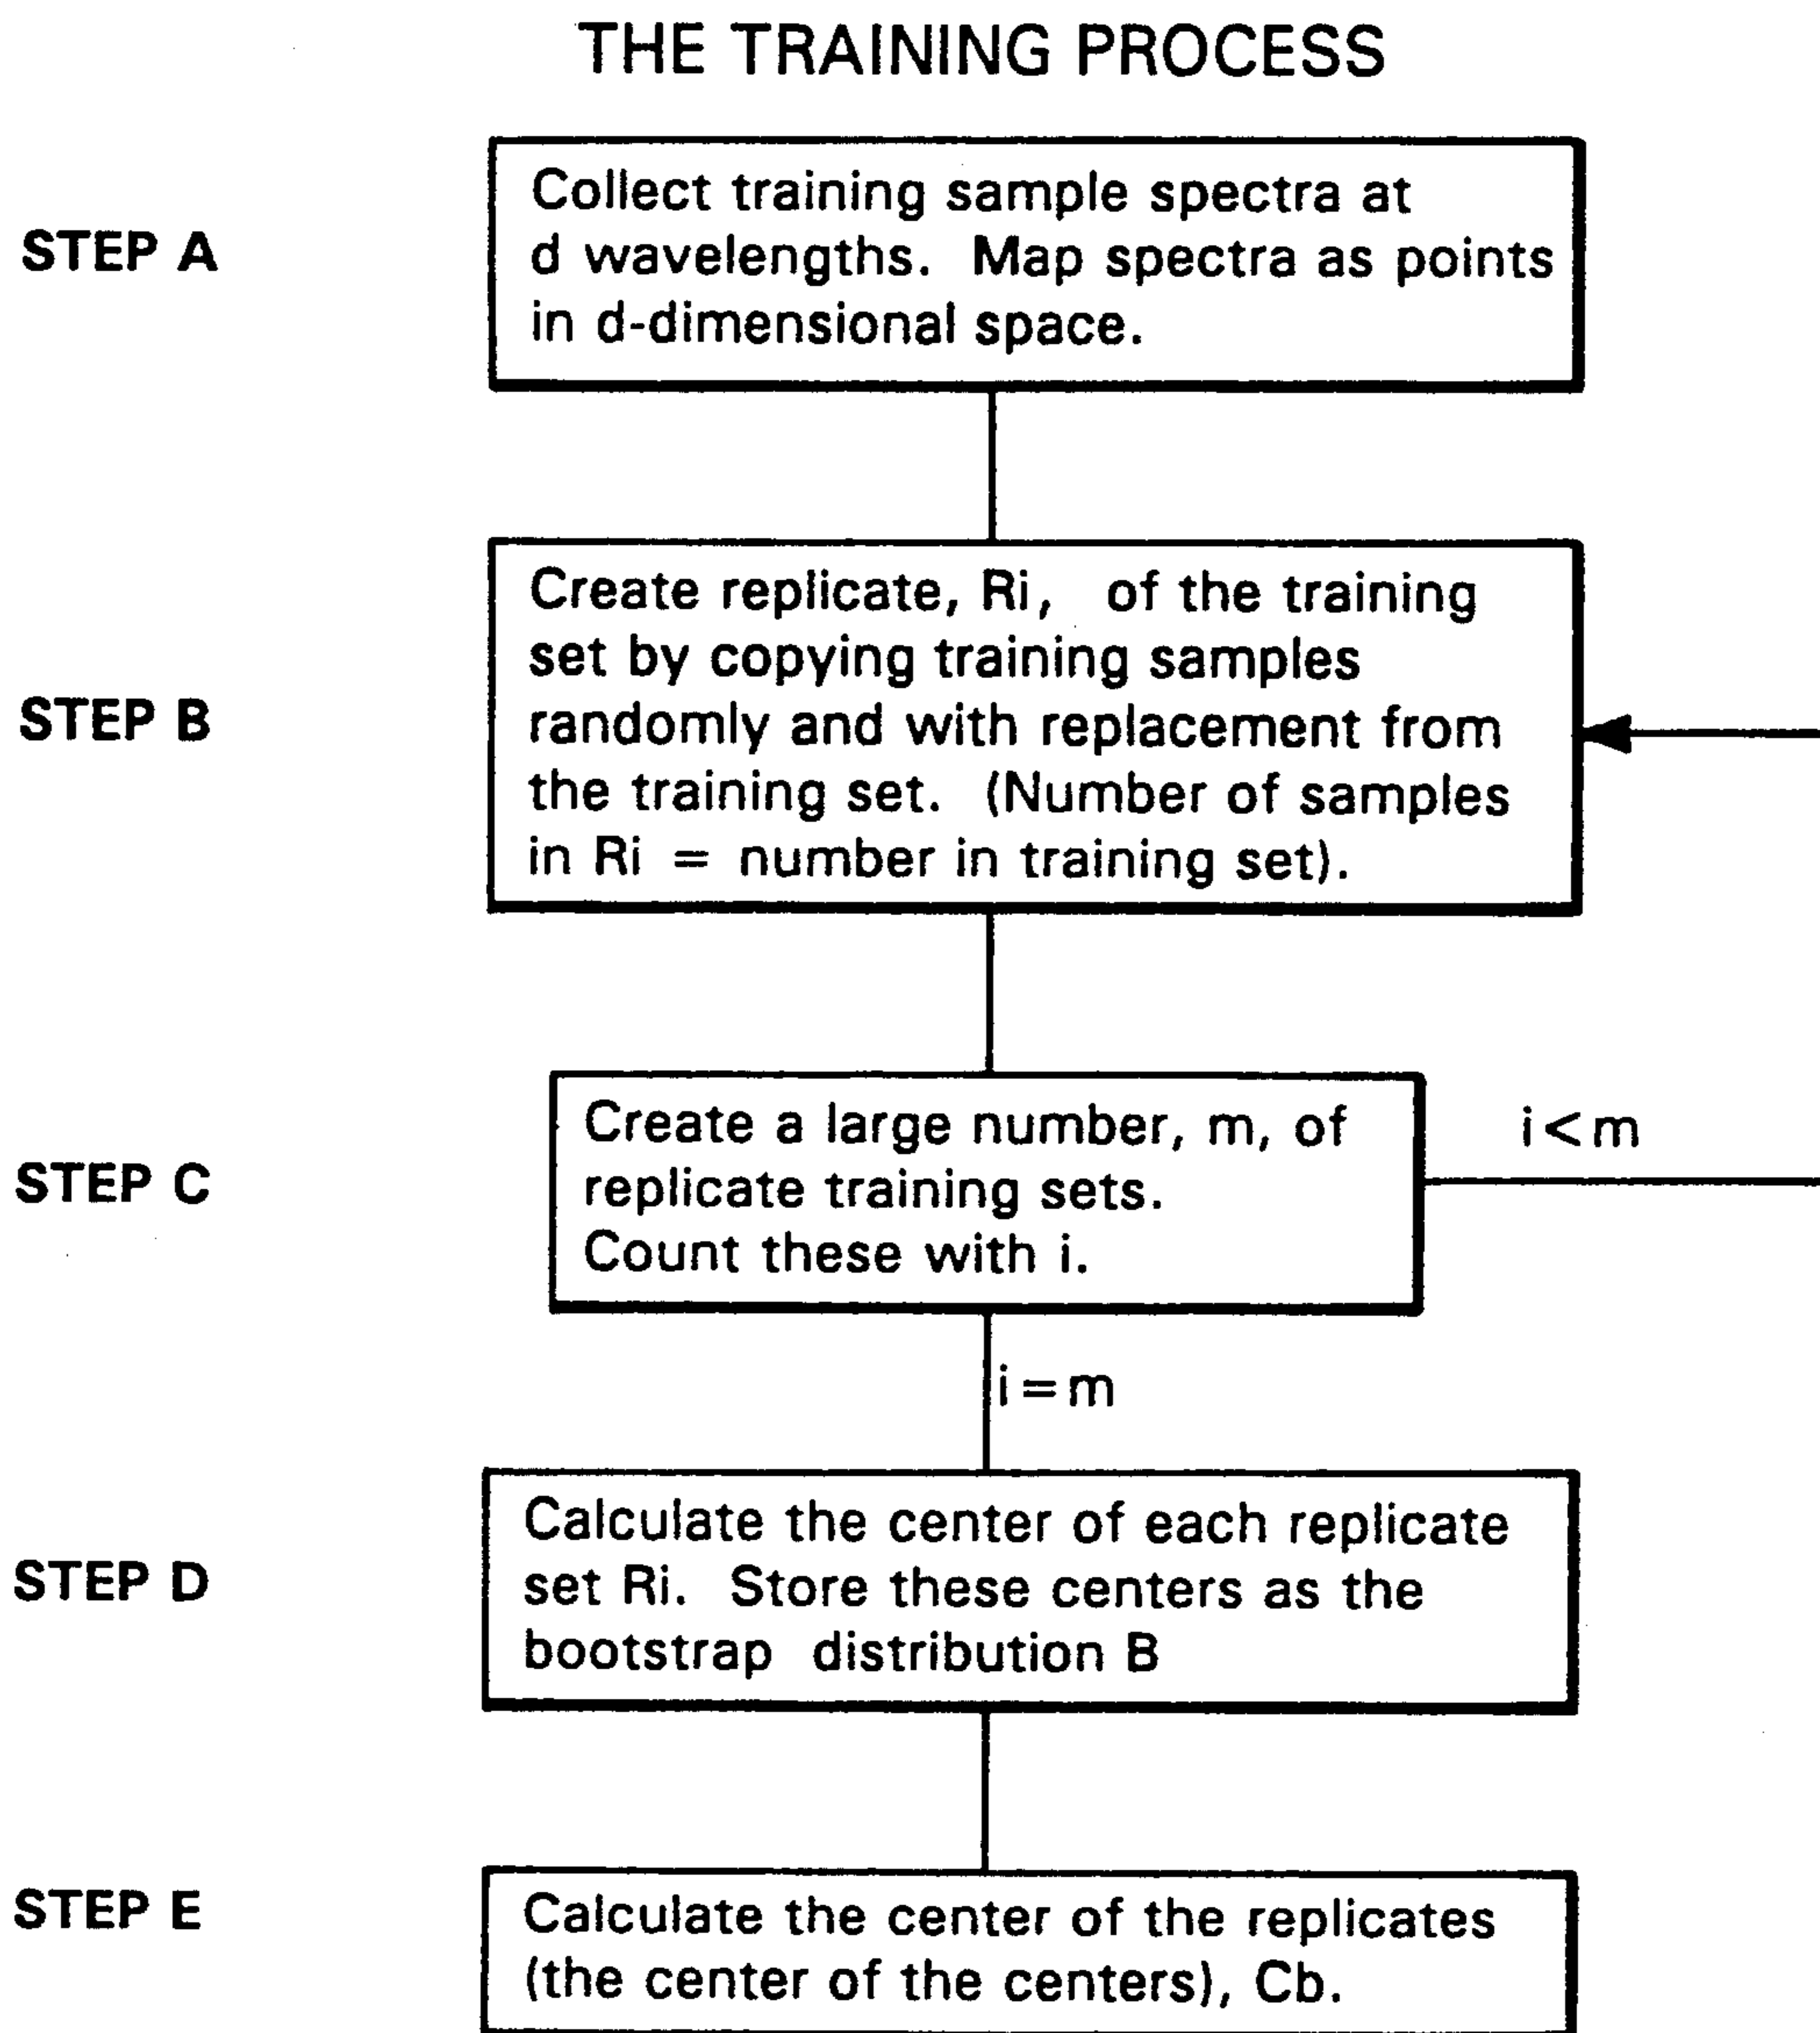 THE TRAINING PROCESS
STEP A
Collect training sample spectra at
d wavelengths. Map spectra as points
in d-dimensional space.
STEP B
Create replicate, Ri, of the training
set by copying training samples
randomly and with replacement from
the training set. (Number of samples
in Ri = number in training set).
STEP C
Create a large number, m, of
replicate training sets.
Count these with i.
i<m
i=m
STEP D
Calculate the center of each replicate
set Ri. Store these centers as the
bootstrap distribution B
STEP E
Calculate the center of the replicates
(the center of the centers), Cb.